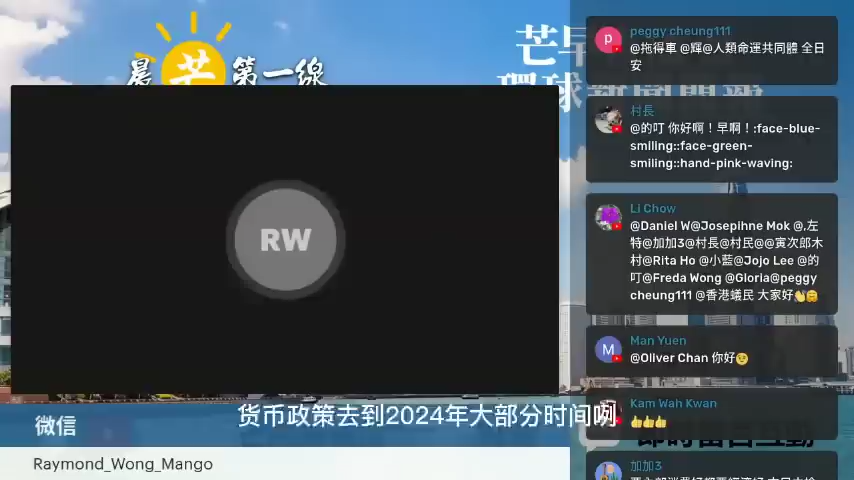 晨芒第一線
芒早
環球新聞
RW
货币政策去到2024年大部分时间咧
微信
Raymond_Wong_Mango
peggy cheung111
@拖得車 @輝@人類命運共同體 全日
安
村長
@的叮 你好啊！早啊！:face-blue-
smiling::face-green-
smiling::hand-pink-waving:
Li Chow
@Daniel W@Josepihne Mok @,左
特@加加3@村長@村民@@寅次郎木
村@Rita Ho @小藍@Jojo Lee @的
叮@Freda Wong @Gloria@peggy
cheung111 @香港蟻民 大家好👋🤗
Man Yuen
@Oliver Chan 你好😉
Kam Wah Kwan
👍👍👍
即時留言互動
加加3